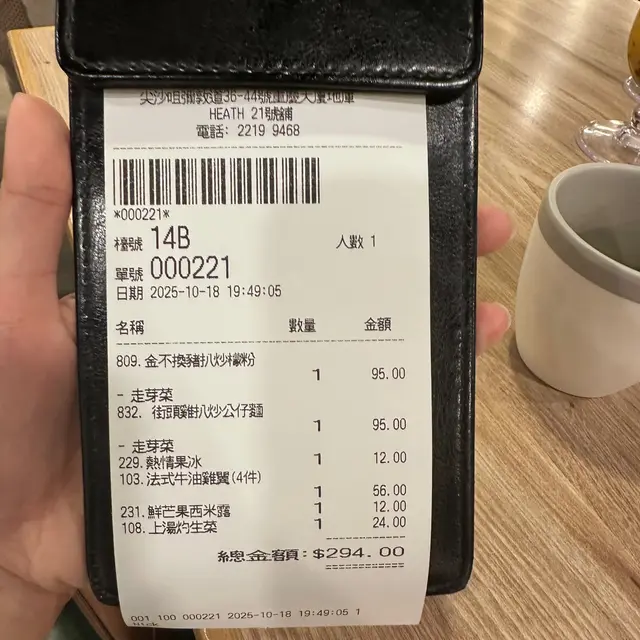 尖沙咀彌敦道36-44號重慶大廈地庫
HEATH 21號舖
電話: 2219 9468
*000221*
檯號 14B 人數 1
單號 000221
日期 2025-10-18 19:49:05
名稱 數量 金額
809. 金不換豬扒炒檬粉
1 95.00
- 走芽菜
832. 街頭雞扒炒公仔麵
1 95.00
- 走芽菜
229. 熱情果冰 1 12.00
103. 法式牛油雞翼(4件)
1 56.00
231. 鮮芒果西米露 1 12.00
108. 上湯灼生菜 1 24.00
總金額: $294.00
001 100 000221 2025-10-18 19:49:05 1
Nick